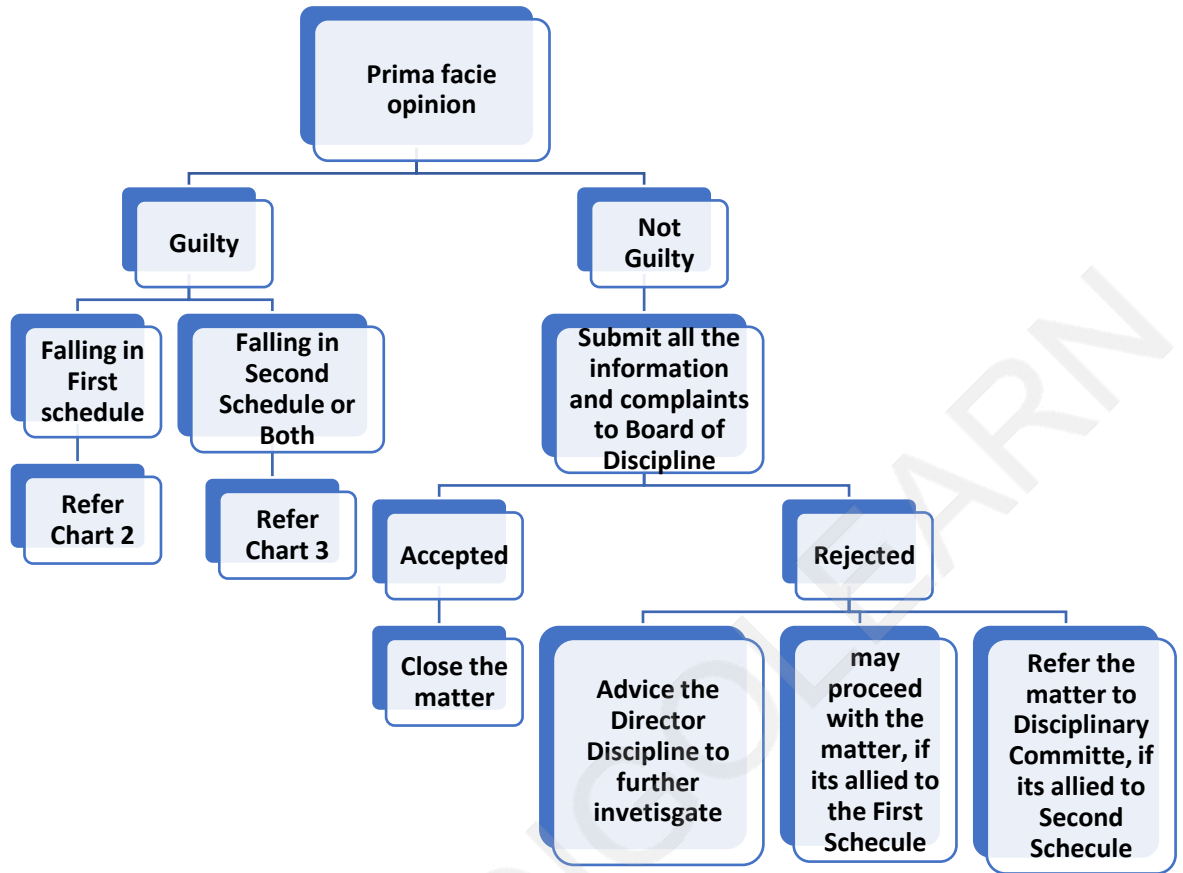 Prima facie
opinion
Guilty
Not
Guilty
Falling in
First
schedule
Falling in
Second
Schedule or
Both
Submit all the
information
and complaints
to Board of
Discipline
Refer
Chart 2
Refer
Chart 3
Accepted
Rejected
Close the
matter
Advice the
Director
Discipline to
further
invetisgate
may
proceed
with the
matter, if
its allied to
the First
Schecule
Refer the
matter to
Disciplinary
Committe, if
its allied to
Second
Schecule
IGOLEARN